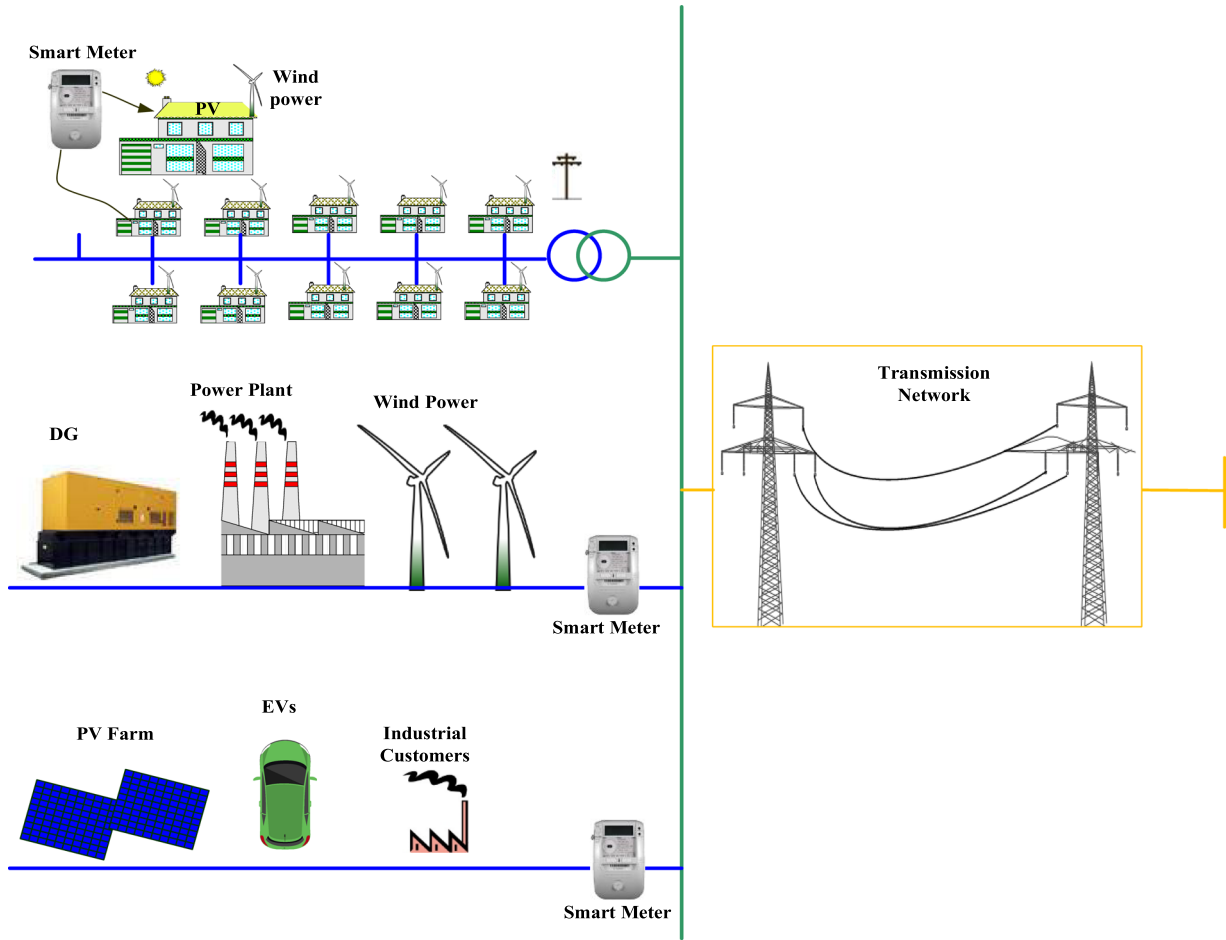 Smart Meter
Wind
power
PV
Transmission
Network
Power Plant
Wind Power
DG
Smart Meter
EVs
PV Farm
Industrial
Customers
Smart Meter